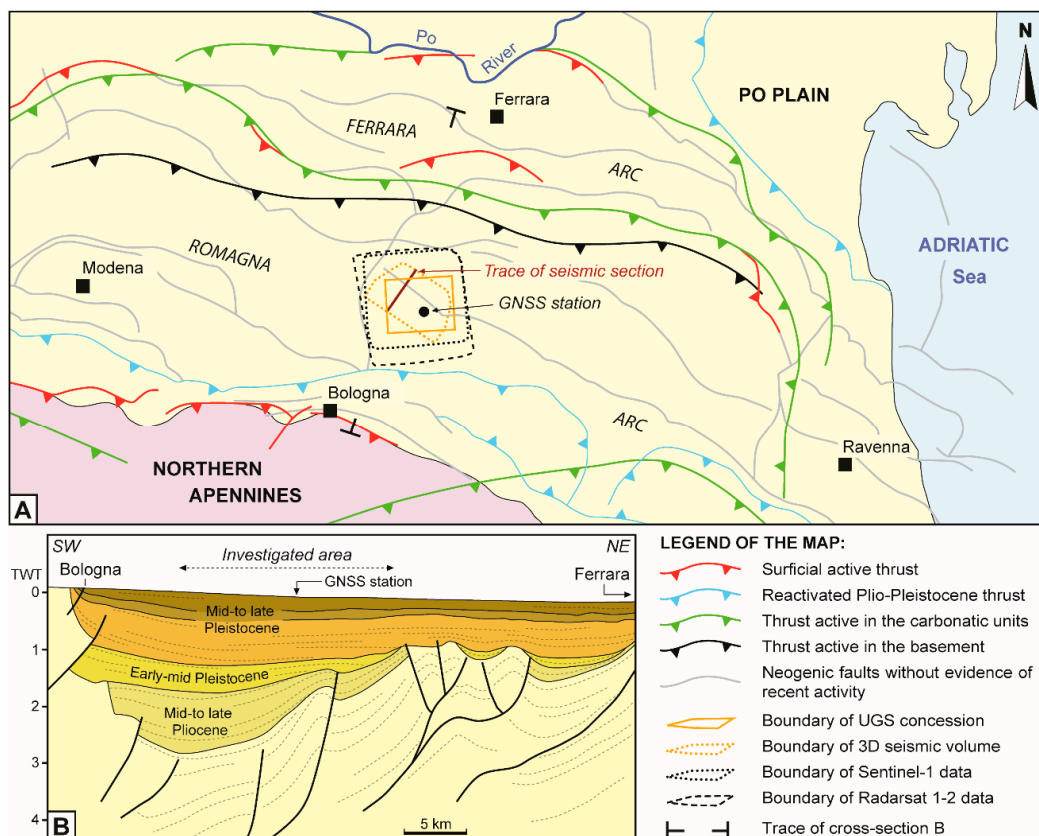 Po
River
N
PO PLAIN
Ferrara
FERRARA
ARC
ADRIATIC
Sea
ROMAGNA
Modena
Trace of seismic section
GNSS station
Bologna
ARC
Ravenna
NORTHERN
APENNINES
A
SW
NE
Investigated area
TWT
Bologna
GNSS station
Ferrara
0
Mid-to late
Pleistocene
1
Early-mid Pleistocene
Mid-to late
Pliocene
2
3
4
B
5 km
LEGEND OF THE MAP:
Surficial active thrust
Reactivated Plio-Pleistocene thrust
Thrust active in the carbonatic units
Thrust active in the basement
Neogenic faults without evidence of
recent activity
Boundary of UGS concession
Boundary of 3D seismic volume
Boundary of Sentinel-1 data
Boundary of Radarsat 1-2 data
Trace of cross-section B